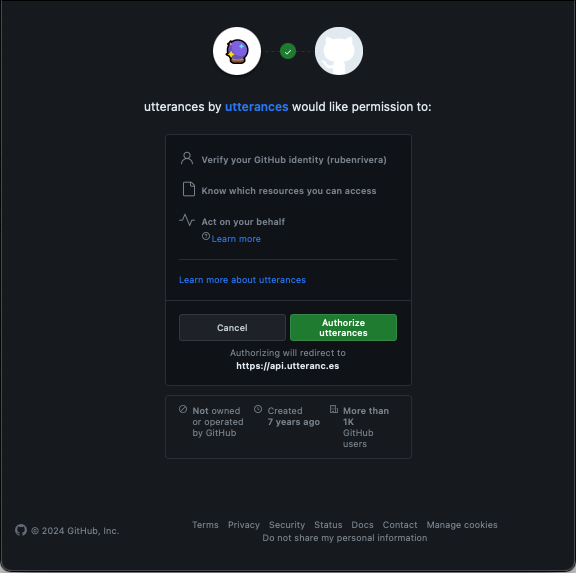 utterances by utterances would like permission to:
Verify your GitHub identity (rubenrivera)
Know which resources you can access
Act on your behalf
Learn more
Learn more about utterances
Cancel
Authorize
utterances
Authorizing will redirect to
https://api.utteranc.es
Not owned
or operated
by GitHub
Created
7 years ago
More than
1K
GitHub
users
© 2024 GitHub, Inc.
Terms Privacy Security Status Docs Contact Manage cookies
Do not share my personal information